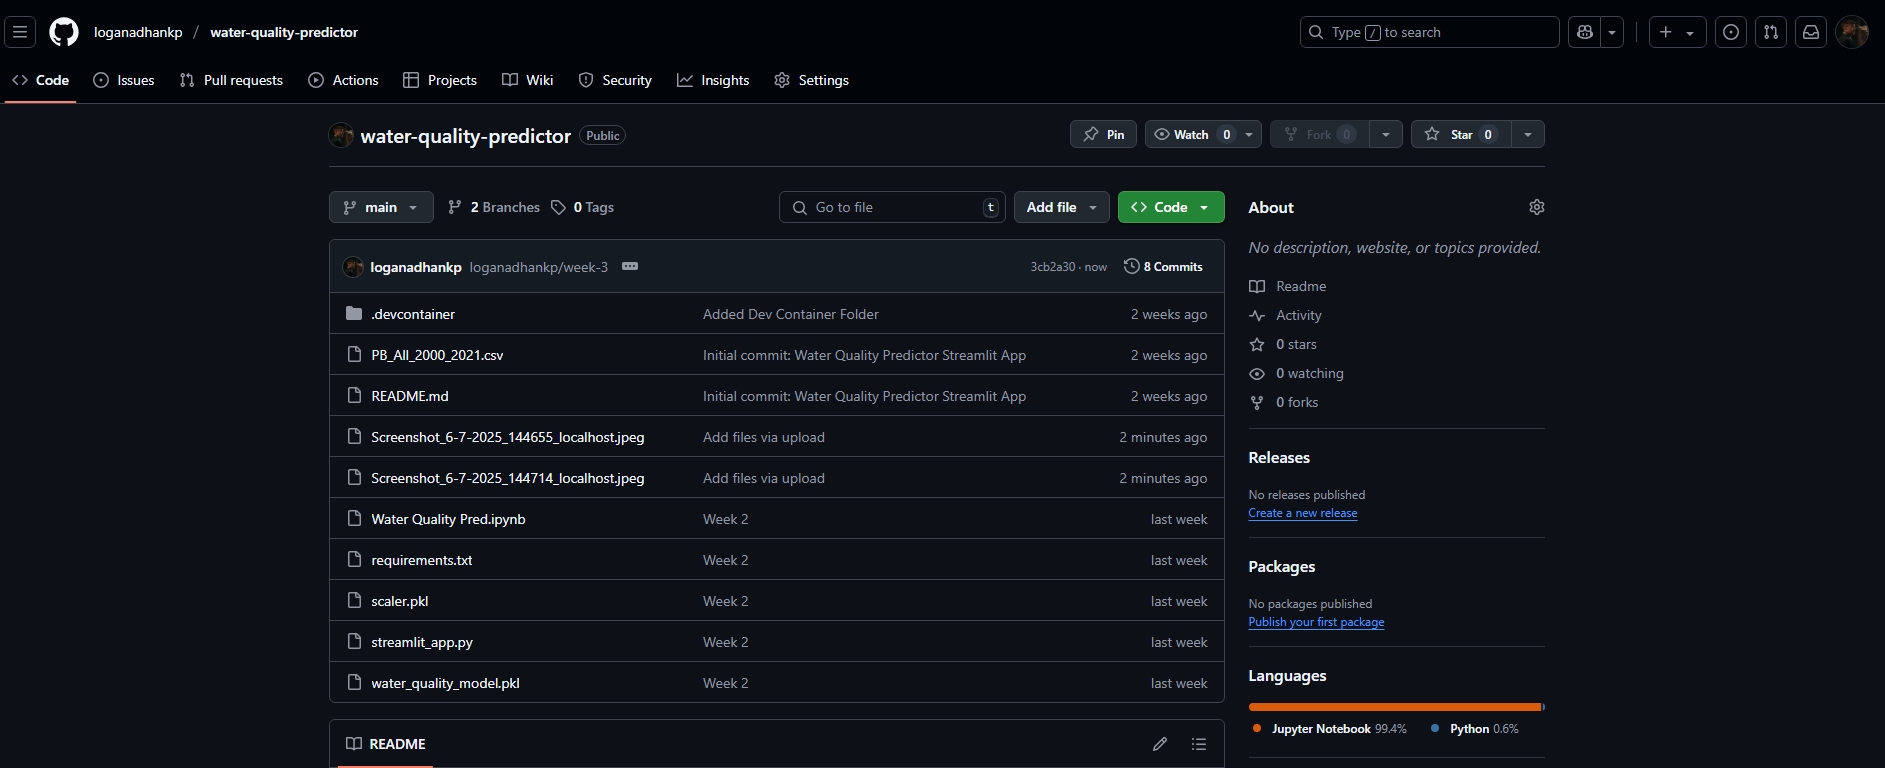 loganadhankp / water-quality-predictor
Type / to search
Code
Issues
Pull requests
Actions
Projects
Wiki
Security
Insights
Settings
water-quality-predictor Public
Pin
Watch 0
Fork 0
Star 0
main
2 Branches
0 Tags
Go to file t
Add file
Code
loganadhankp loganadhankp/week-3
3cb2a30 · now
8 Commits
.devcontainer Added Dev Container Folder 2 weeks ago
PB_All_2000_2021.csv Initial commit: Water Quality Predictor Streamlit App 2 weeks ago
README.md Initial commit: Water Quality Predictor Streamlit App 2 weeks ago
Screenshot_6-7-2025_144655_localhost.jpeg Add files via upload 2 minutes ago
Screenshot_6-7-2025_144714_localhost.jpeg Add files via upload 2 minutes ago
Water Quality Pred.ipynb Week 2 last week
requirements.txt Week 2 last week
scaler.pkl Week 2 last week
streamlit_app.py Week 2 last week
water_quality_model.pkl Week 2 last week
README
About
No description, website, or topics provided.
Readme
Activity
0 stars
0 watching
0 forks
Releases
No releases published
Create a new release
Packages
No packages published
Publish your first package
Languages
Jupyter Notebook 99.4%
Python 0.6%